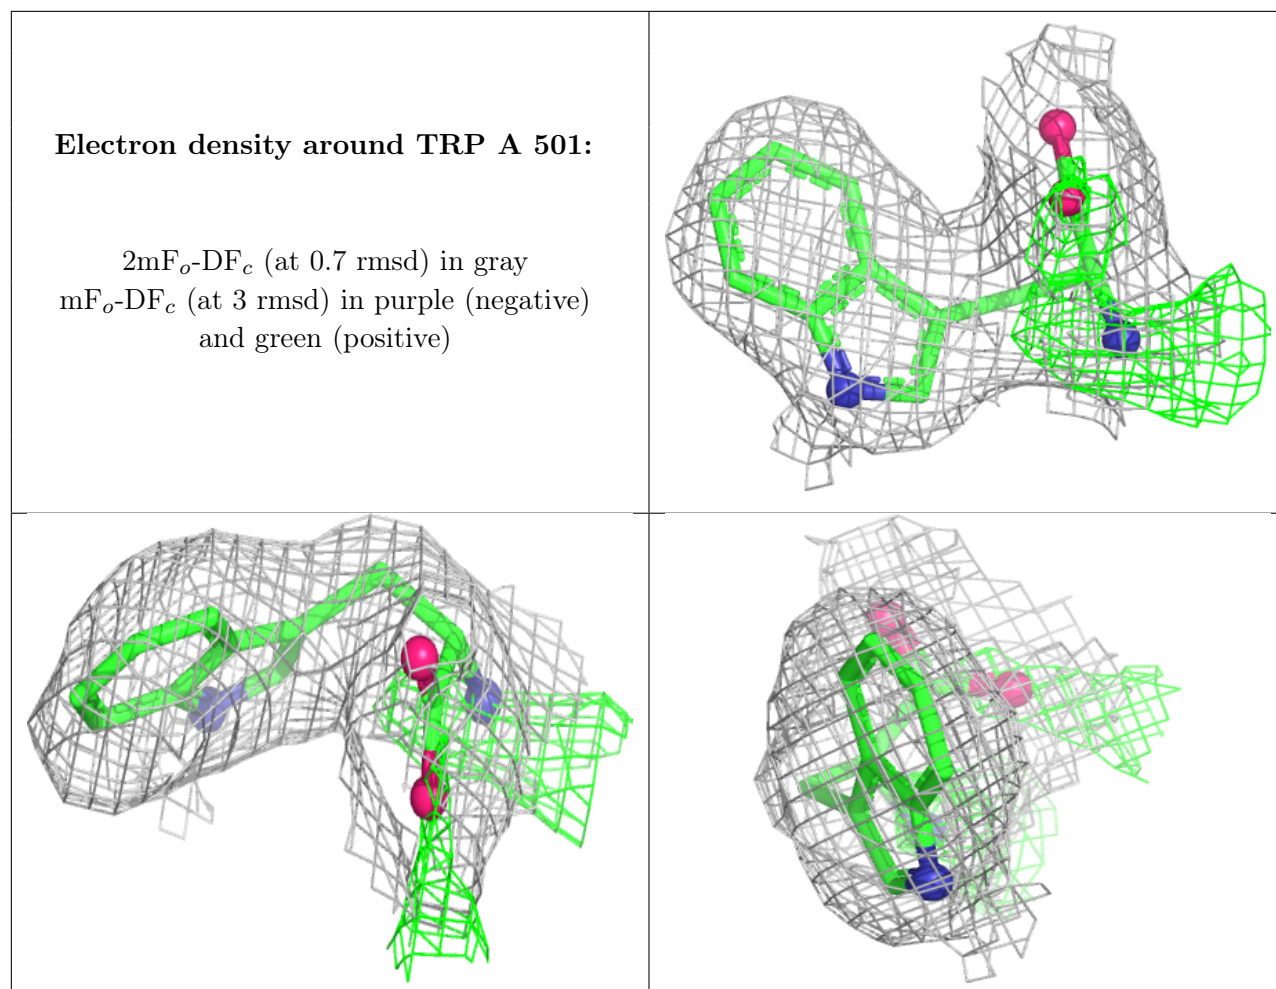 Electron density around TRP A 501:
2mFₒ-DF𝒸 (at 0.7 rmsd) in gray
mFₒ-DF𝒸 (at 3 rmsd) in purple (negative)
and green (positive)